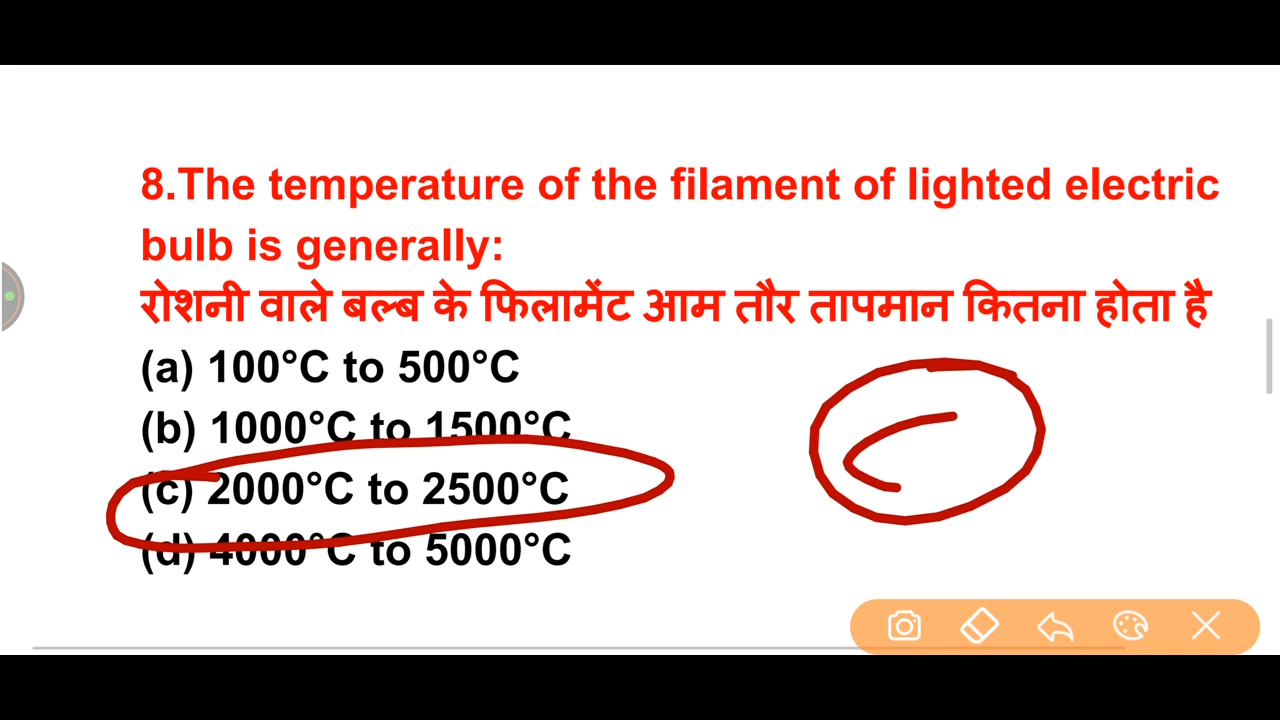 8.The temperature of the filament of lighted electric
bulb is generally:
रोशनी वाले बल्ब के फिलामेंट आम तौर तापमान कितना होता है
(a) 100°C to 500°C
(b) 1000°C to 1500°C
(c) 2000°C to 2500°C
(d) 4000°C to 5000°C
C